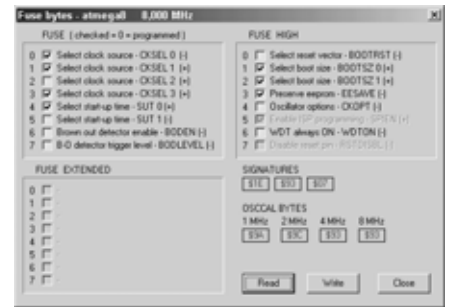 Fuse bytes - atmega8 8,000 MHz
FUSE ( checked = 0 = programmed )
0 Select clock source - CKSEL 0 (-)
1 Select clock source - CKSEL 1 (+)
2 Select clock source - CKSEL 2 (+)
3 Select clock source - CKSEL 3 (+)
4 Select start-up time - SUT 0 (+)
5 Select start-up time - SUT 1 (-)
6 Brown out detector enable - BODEN (-)
7 B-O detector trigger level - BODLEVEL (-)
FUSE HIGH
0 Select reset vector - BOOTRST (-)
1 Select boot size - BOOTSZ 0 (+)
2 Select boot size - BOOTSZ 1 (+)
3 Preserve eeprom - EESAVE (-)
4 Oscillator options - CKOPT (-)
5 Enable ISP programming - SPIEN (+)
6 WDT always ON - WDTON (-)
7 Disable reset pin - RSTDISBL (-)
FUSE EXTENDED
0 -
1 -
2 -
3 -
4 -
5 -
6 -
7 -
SIGNATURES
$1E $93 $07
OSCCAL BYTES
1 MHz 2 MHz 4 MHz 8 MHz
$9A $9C $93 $93
Read Write Close